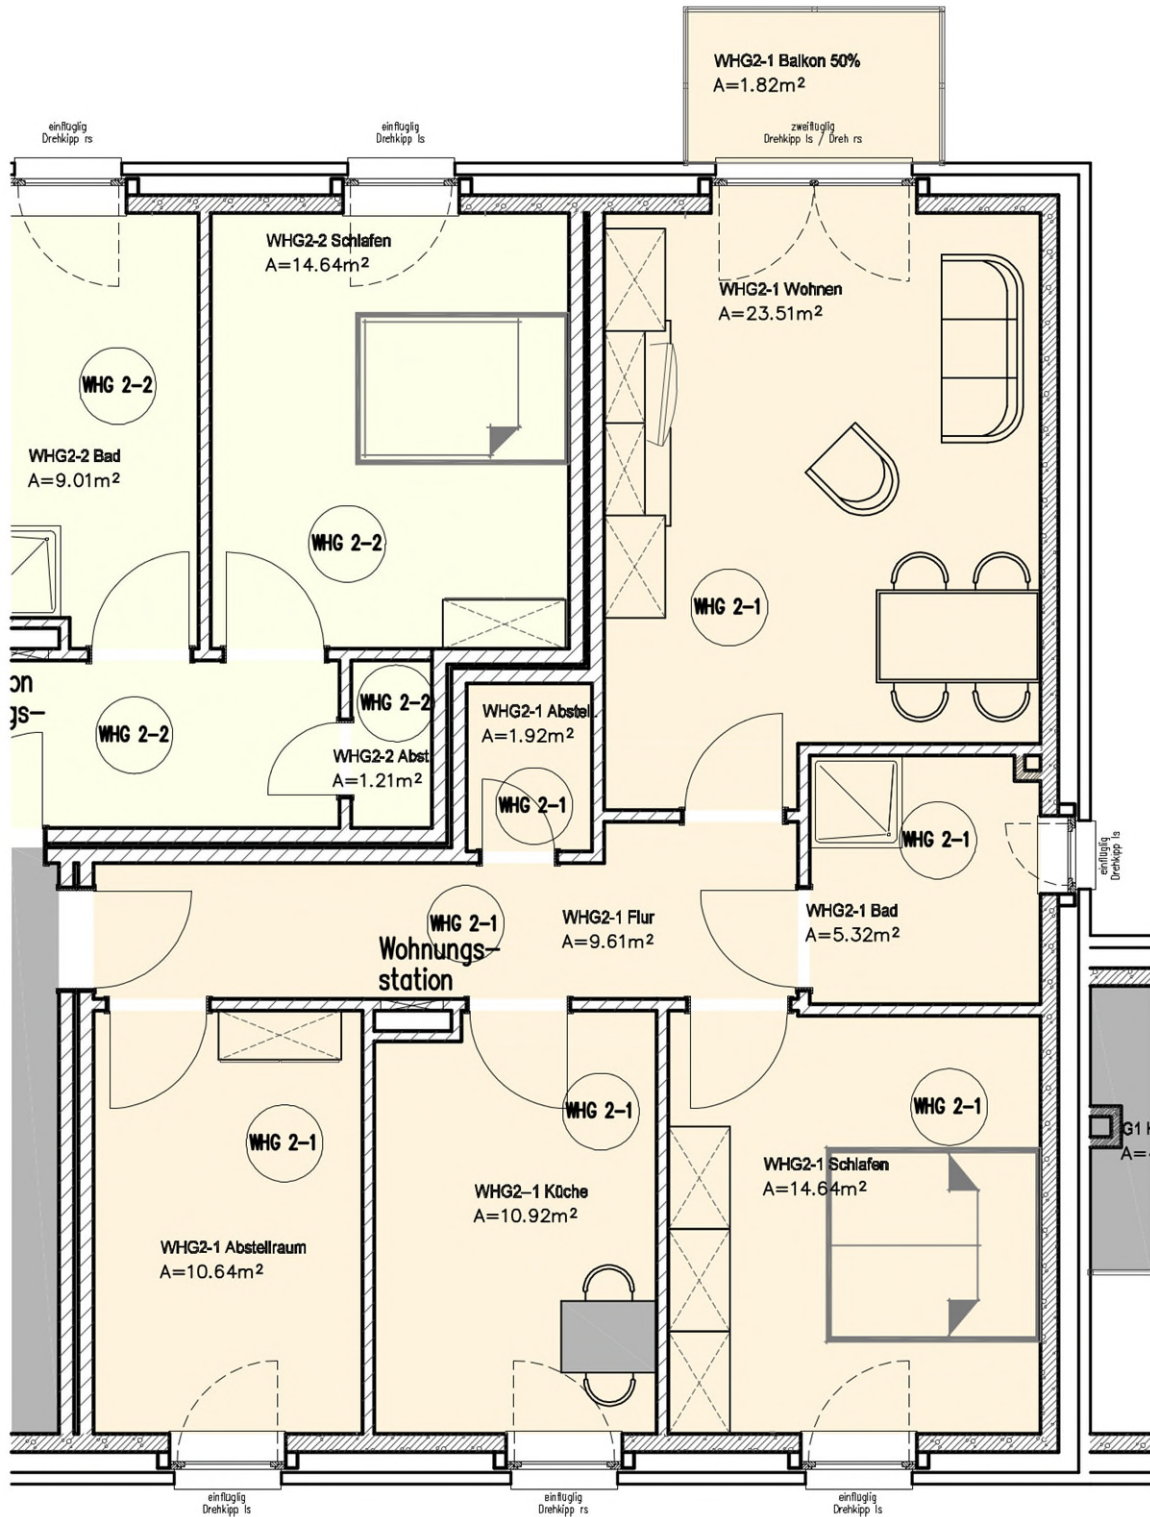 WHG2-1 Balkon 50%
A=1.82m²
einflüglig
Drehkipp rs
einflüglig
Drehkipp ls
zweiflüglig
Drehkipp ls / Dreh rs
WHG2-2 Schlafen
A=14.64m²
WHG2-1 Wohnen
A=23.51m²
WHG 2-2
WHG2-2 Bad
A=9.01m²
WHG 2-2
WHG 2-1
on
gs-
WHG 2-2
WHG 2-2
WHG2-2 Abst
A=1.21m²
WHG2-1 Abstel.
A=1.92m²
WHG 2-1
WHG 2-1
einflüglig
Drehkipp ls
WHG 2-1
Wohnungs-
station
WHG2-1 Flur
A=9.61m²
WHG2-1 Bad
A=5.32m²
WHG 2-1
WHG 2-1
WHG 2-1
G1
A=
WHG2-1 Schlafen
A=14.64m²
WHG2-1 Küche
A=10.92m²
WHG2-1 Abstellraum
A=10.64m²
einflüglig
Drehkipp ls
einflüglig
Drehkipp rs
einflüglig
Drehkipp ls